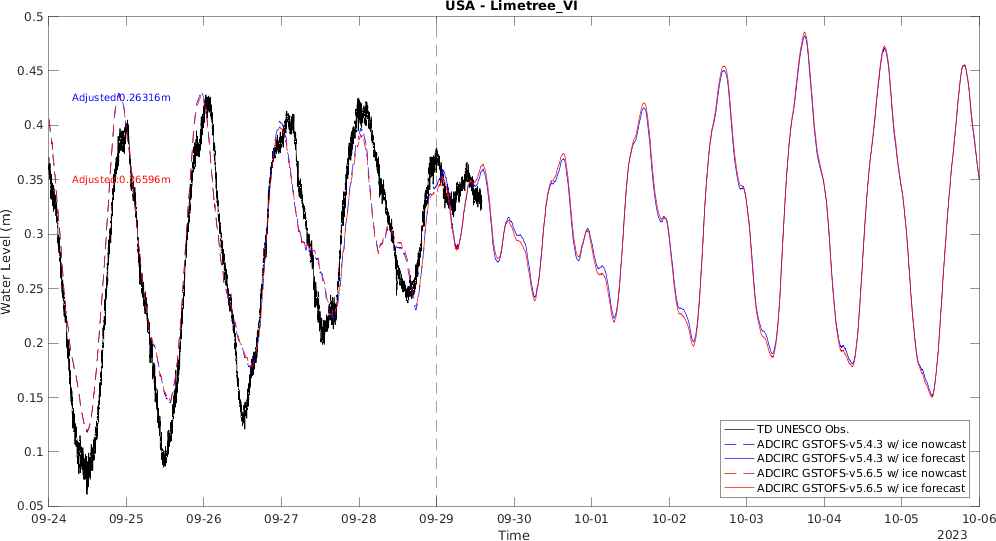 USA - Limetree_VI
0.5
0.45
0.4
0.35
0.3
0.25
0.2
0.15
0.1
0.05
Water Level (m)
Adjusted:0.26316m
Adjusted:0.36596m
TD UNESCO Obs.
ADCIRC GSTOFS-v5.4.3 w/ ice nowcast
ADCIRC GSTOFS-v5.4.3 w/ ice forecast
ADCIRC GSTOFS-v5.6.5 w/ ice nowcast
ADCIRC GSTOFS-v5.6.5 w/ ice forecast
09-24 09-25 09-26 09-27 09-28 09-29 09-30 10-01 10-02 10-03 10-04 10-05 10-06
Time
2023